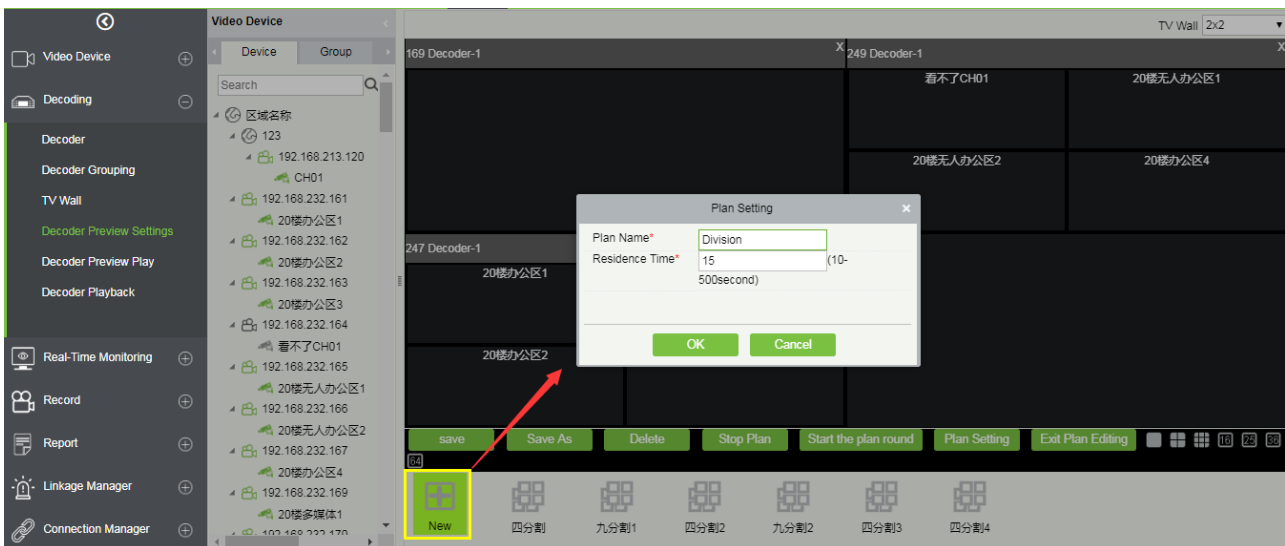 Video Device
Decoding
Decoder
Decoder Grouping
TV Wall
Decoder Preview Settings
Decoder Preview Play
Decoder Playback
Real-Time Monitoring
Record
Report
Linkage Manager
Connection Manager
Video Device
Device Group
Search
区域名称
123
192.168.213.120
CH01
192.168.232.161
20楼办公区1
192.168.232.162
20楼办公区2
192.168.232.163
20楼办公区3
192.168.232.164
看不了CH01
192.168.232.165
20楼无人办公区1
192.168.232.166
20楼无人办公区2
192.168.232.167
20楼办公区4
192.168.232.169
20楼多媒体1
192.168.232.170
TV Wall 2x2
169 Decoder-1 X
249 Decoder-1 X
看不了CH01 20楼无人办公区1
20楼无人办公区2 20楼办公区4
247 Decoder-1
20楼办公区1
20楼办公区2
Plan Setting ×
Plan Name* Division
Residence Time* 15 (10-
500second)
OK Cancel
save Save As Delete Stop Plan Start the plan round Plan Setting Exit Plan Editing 16 25 36
64
New 四分割 九分割1 四分割2 九分割2 四分割3 四分割4